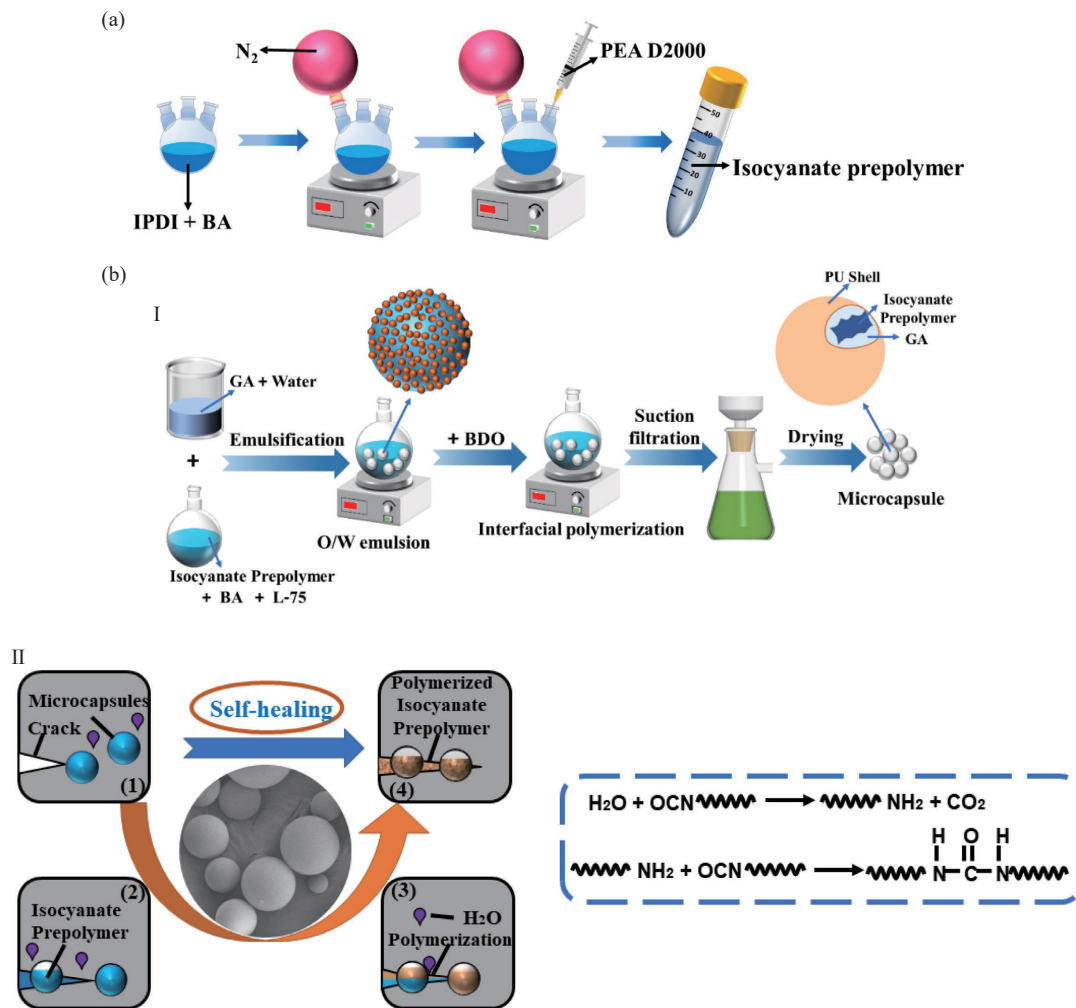 (a)
N₂
PEA D2000
IPDI + BA
50
40
30
20
10
Isocyanate prepolymer
(b)
I
GA + Water
+
Isocyanate Prepolymer
+ BA + L-75
Emulsification
O/W emulsion
+ BDO
Interfacial polymerization
Suction
filtration
Drying
PU Shell
Isocyanate
Prepolymer
GA
Microcapsule
II
Microcapsules
Crack
(1)
Self-healing
Polymerized
Isocyanate
Prepolymer
(4)
(2)
Isocyanate
Prepolymer
(3)
H₂O
Polymerization
H₂O + OCN NH₂ + CO₂
H O H
NH₂ + OCN N C N